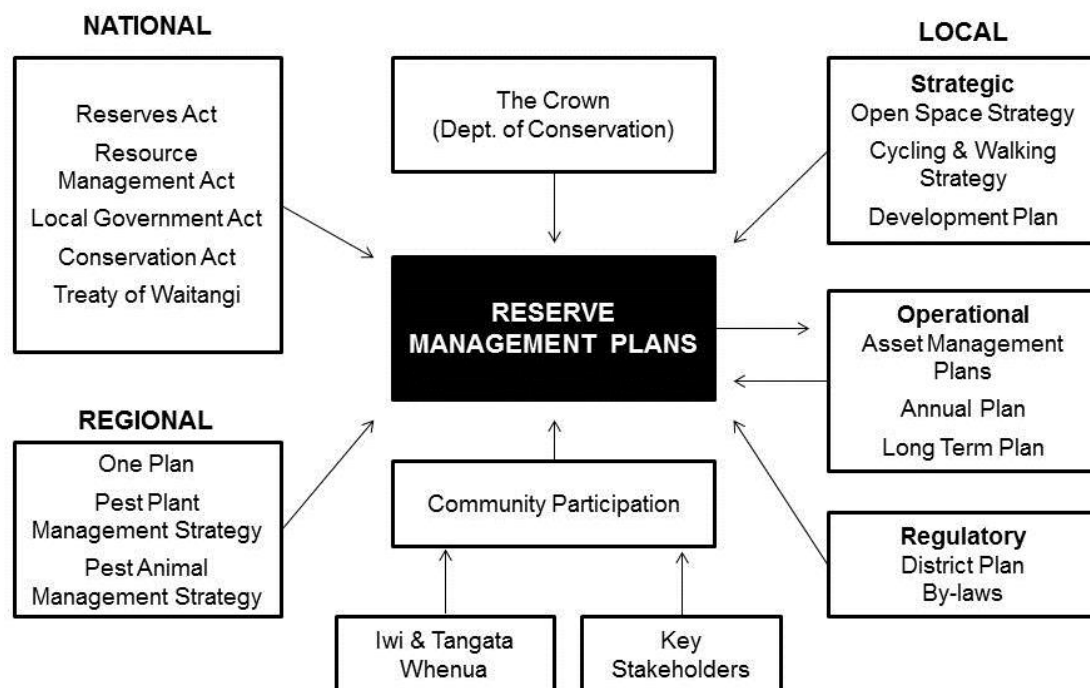 NATIONAL
Reserves Act
Resource
Management Act
Local Government Act
Conservation Act
Treaty of Waitangi
REGIONAL
One Plan
Pest Plant
Management Strategy
Pest Animal
Management Strategy
The Crown
(Dept. of Conservation)
RESERVE
MANAGEMENT PLANS
Community Participation
Iwi & Tangata
Whenua
Key
Stakeholders
LOCAL
Strategic
Open Space Strategy
Cycling & Walking
Strategy
Development Plan
Operational
Asset Management
Plans
Annual Plan
Long Term Plan
Regulatory
District Plan
By-laws